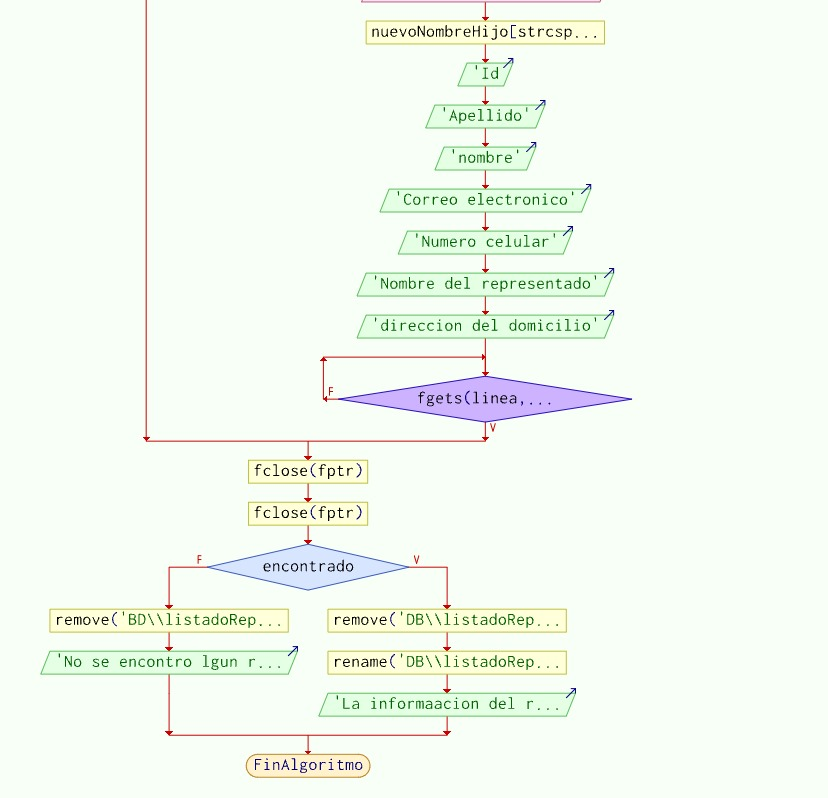 nuevoNombreHijo[strcsp...
'Id
'Apellido'
'nombre'
'Correo electronico'
'Numero celular'
'Nombre del representado'
'direccion del domicilio'
F
fgets(linea,...
V
fclose(fptr)
fclose(fptr)
F
encontrado
V
remove('BD\\listadoRep...
remove('DB\\listadoRep...
'No se encontro lgun r...
rename('DB\\listadoRep...
'La informaacion del r...
FinAlgoritmo